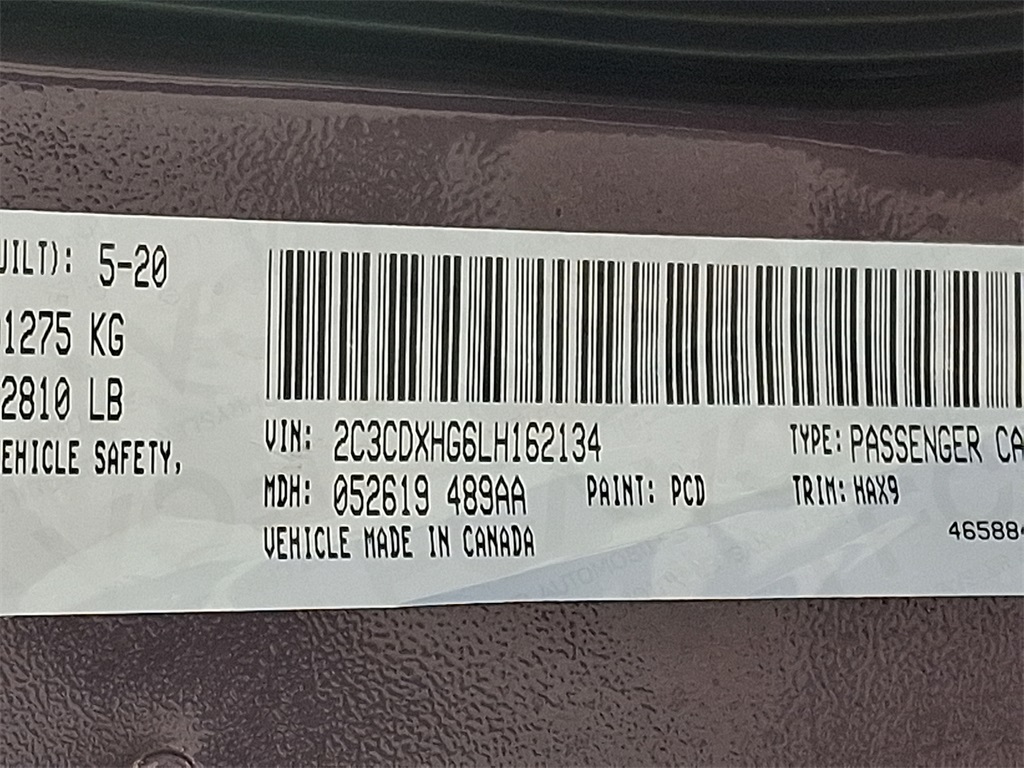 UILT): 5-20
1275 KG
2810 LB
EHICLE SAFETY,
VIN: 2C3CDXHG6LH162134 TYPE: PASSENGER CA
MDH: 052619 489AA PAINT: PCD TRIM: HAX9
VEHICLE MADE IN CANADA
46588